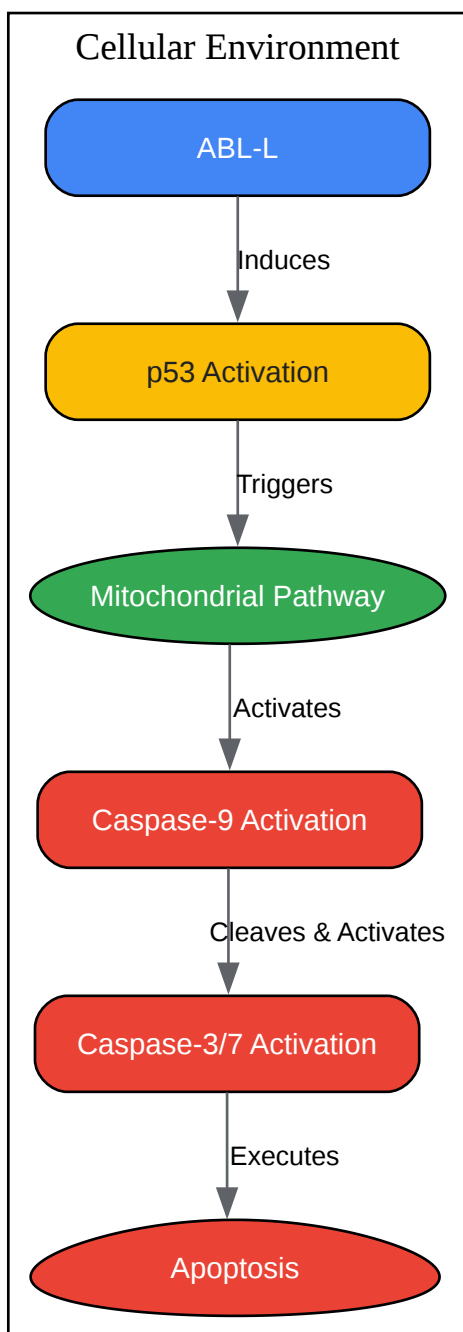 Cellular Environment
ABL-L
Induces
p53 Activation
Triggers
Mitochondrial Pathway
Activates
Caspase-9 Activation
Cleaves & Activates
Caspase-3/7 Activation
Executes
Apoptosis